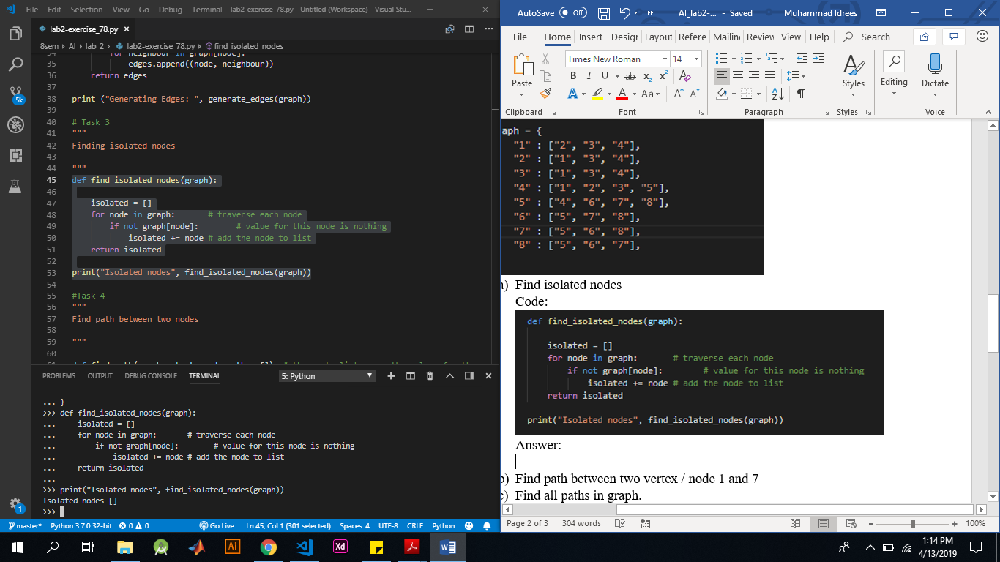 File Edit Selection View Go Debug Terminal lab2-exercise_78.py - Untitled (Workspace) - Visual Stu...
lab2-exercise_78.py ×
8sem › AI › lab_2 › lab2-exercise_78.py › find_isolated_nodes
34 for neighbour in graph[node]:
35 edges.append((node, neighbour))
36 return edges
37
38 print ("Generating Edges: ", generate_edges(graph))
39
40 # Task 3
41 """
42 Finding isolated nodes
43
44 """
45 def find_isolated_nodes(graph):
46
47 isolated = []
48 for node in graph: # traverse each node
49 if not graph[node]: # value for this node is nothing
50 isolated += node # add the node to list
51 return isolated
52
53 print("Isolated nodes", find_isolated_nodes(graph))
54
55 #Task 4
56 """
57 Find path between two nodes
58
59 """
60
61 def find_path(graph, start, end, path = []): # the empty list saves the value of path
PROBLEMS OUTPUT DEBUG CONSOLE TERMINAL 5: Python
... }
>>> def find_isolated_nodes(graph):
... isolated = []
... for node in graph: # traverse each node
... if not graph[node]: # value for this node is nothing
... isolated += node # add the node to list
... return isolated
...
>>> print("Isolated nodes", find_isolated_nodes(graph))
Isolated nodes []
>>>
5k
1
master* Python 3.7.0 32-bit 0 0 Go Live Ln 45, Col 1 (301 selected) Spaces: 4 UTF-8 CRLF Python
AutoSave Off AI_lab2-... - Saved Muhammad Idrees
File Home Insert Desigr Layout Refere Mailin Review View Help Search
Paste
Times New Roman 14
B I U ab x₂ x² A
A A Aa A A
Styles
Editing
Dictate
Clipboard Font Paragraph Styles Voice
raph = {
"1" : ["2", "3", "4"],
"2" : ["1", "3", "4"],
"3" : ["1", "3", "4"],
"4" : ["1", "2", "3", "5"],
"5" : ["4", "6", "7", "8"],
"6" : ["5", "7", "8"],
"7" : ["5", "6", "8"],
"8" : ["5", "6", "7"],
a) Find isolated nodes
Code:
def find_isolated_nodes(graph):
isolated = []
for node in graph: # traverse each node
if not graph[node]: # value for this node is nothing
isolated += node # add the node to list
return isolated
print("Isolated nodes", find_isolated_nodes(graph))
Answer:
b) Find path between two vertex / node 1 and 7
c) Find all paths in graph.
Page 2 of 3 304 words 100%
Ai Xd
1:14 PM
4/13/2019